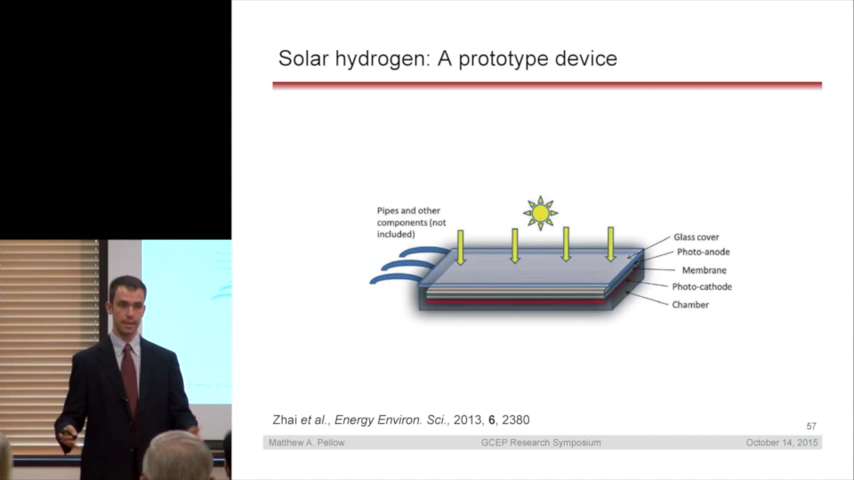 Solar hydrogen: A prototype device
Pipes and other
components (not
included)
Glass cover
Photo-anode
Membrane
Photo-cathode
Chamber
Zhai et al., Energy Environ. Sci., 2013, 6, 2380
57
Matthew A. Pellow GCEP Research Symposium October 14, 2015